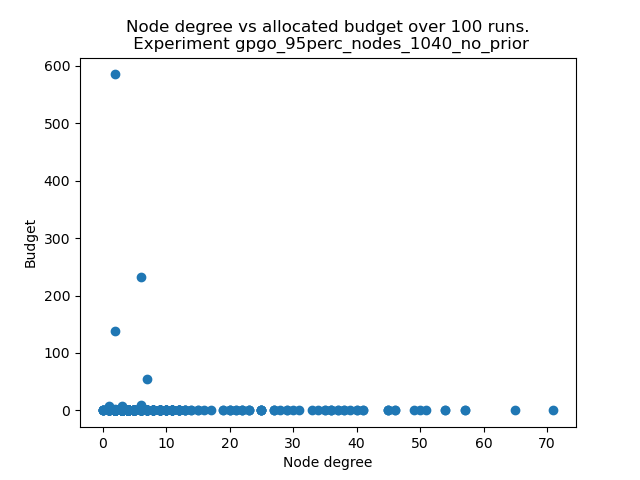 Node degree vs allocated budget over 100 runs.
Experiment gpgo_95perc_nodes_1040_no_prior
600
500
400
300
200
100
0
Budget
0 10 20 30 40 50 60 70
Node degree